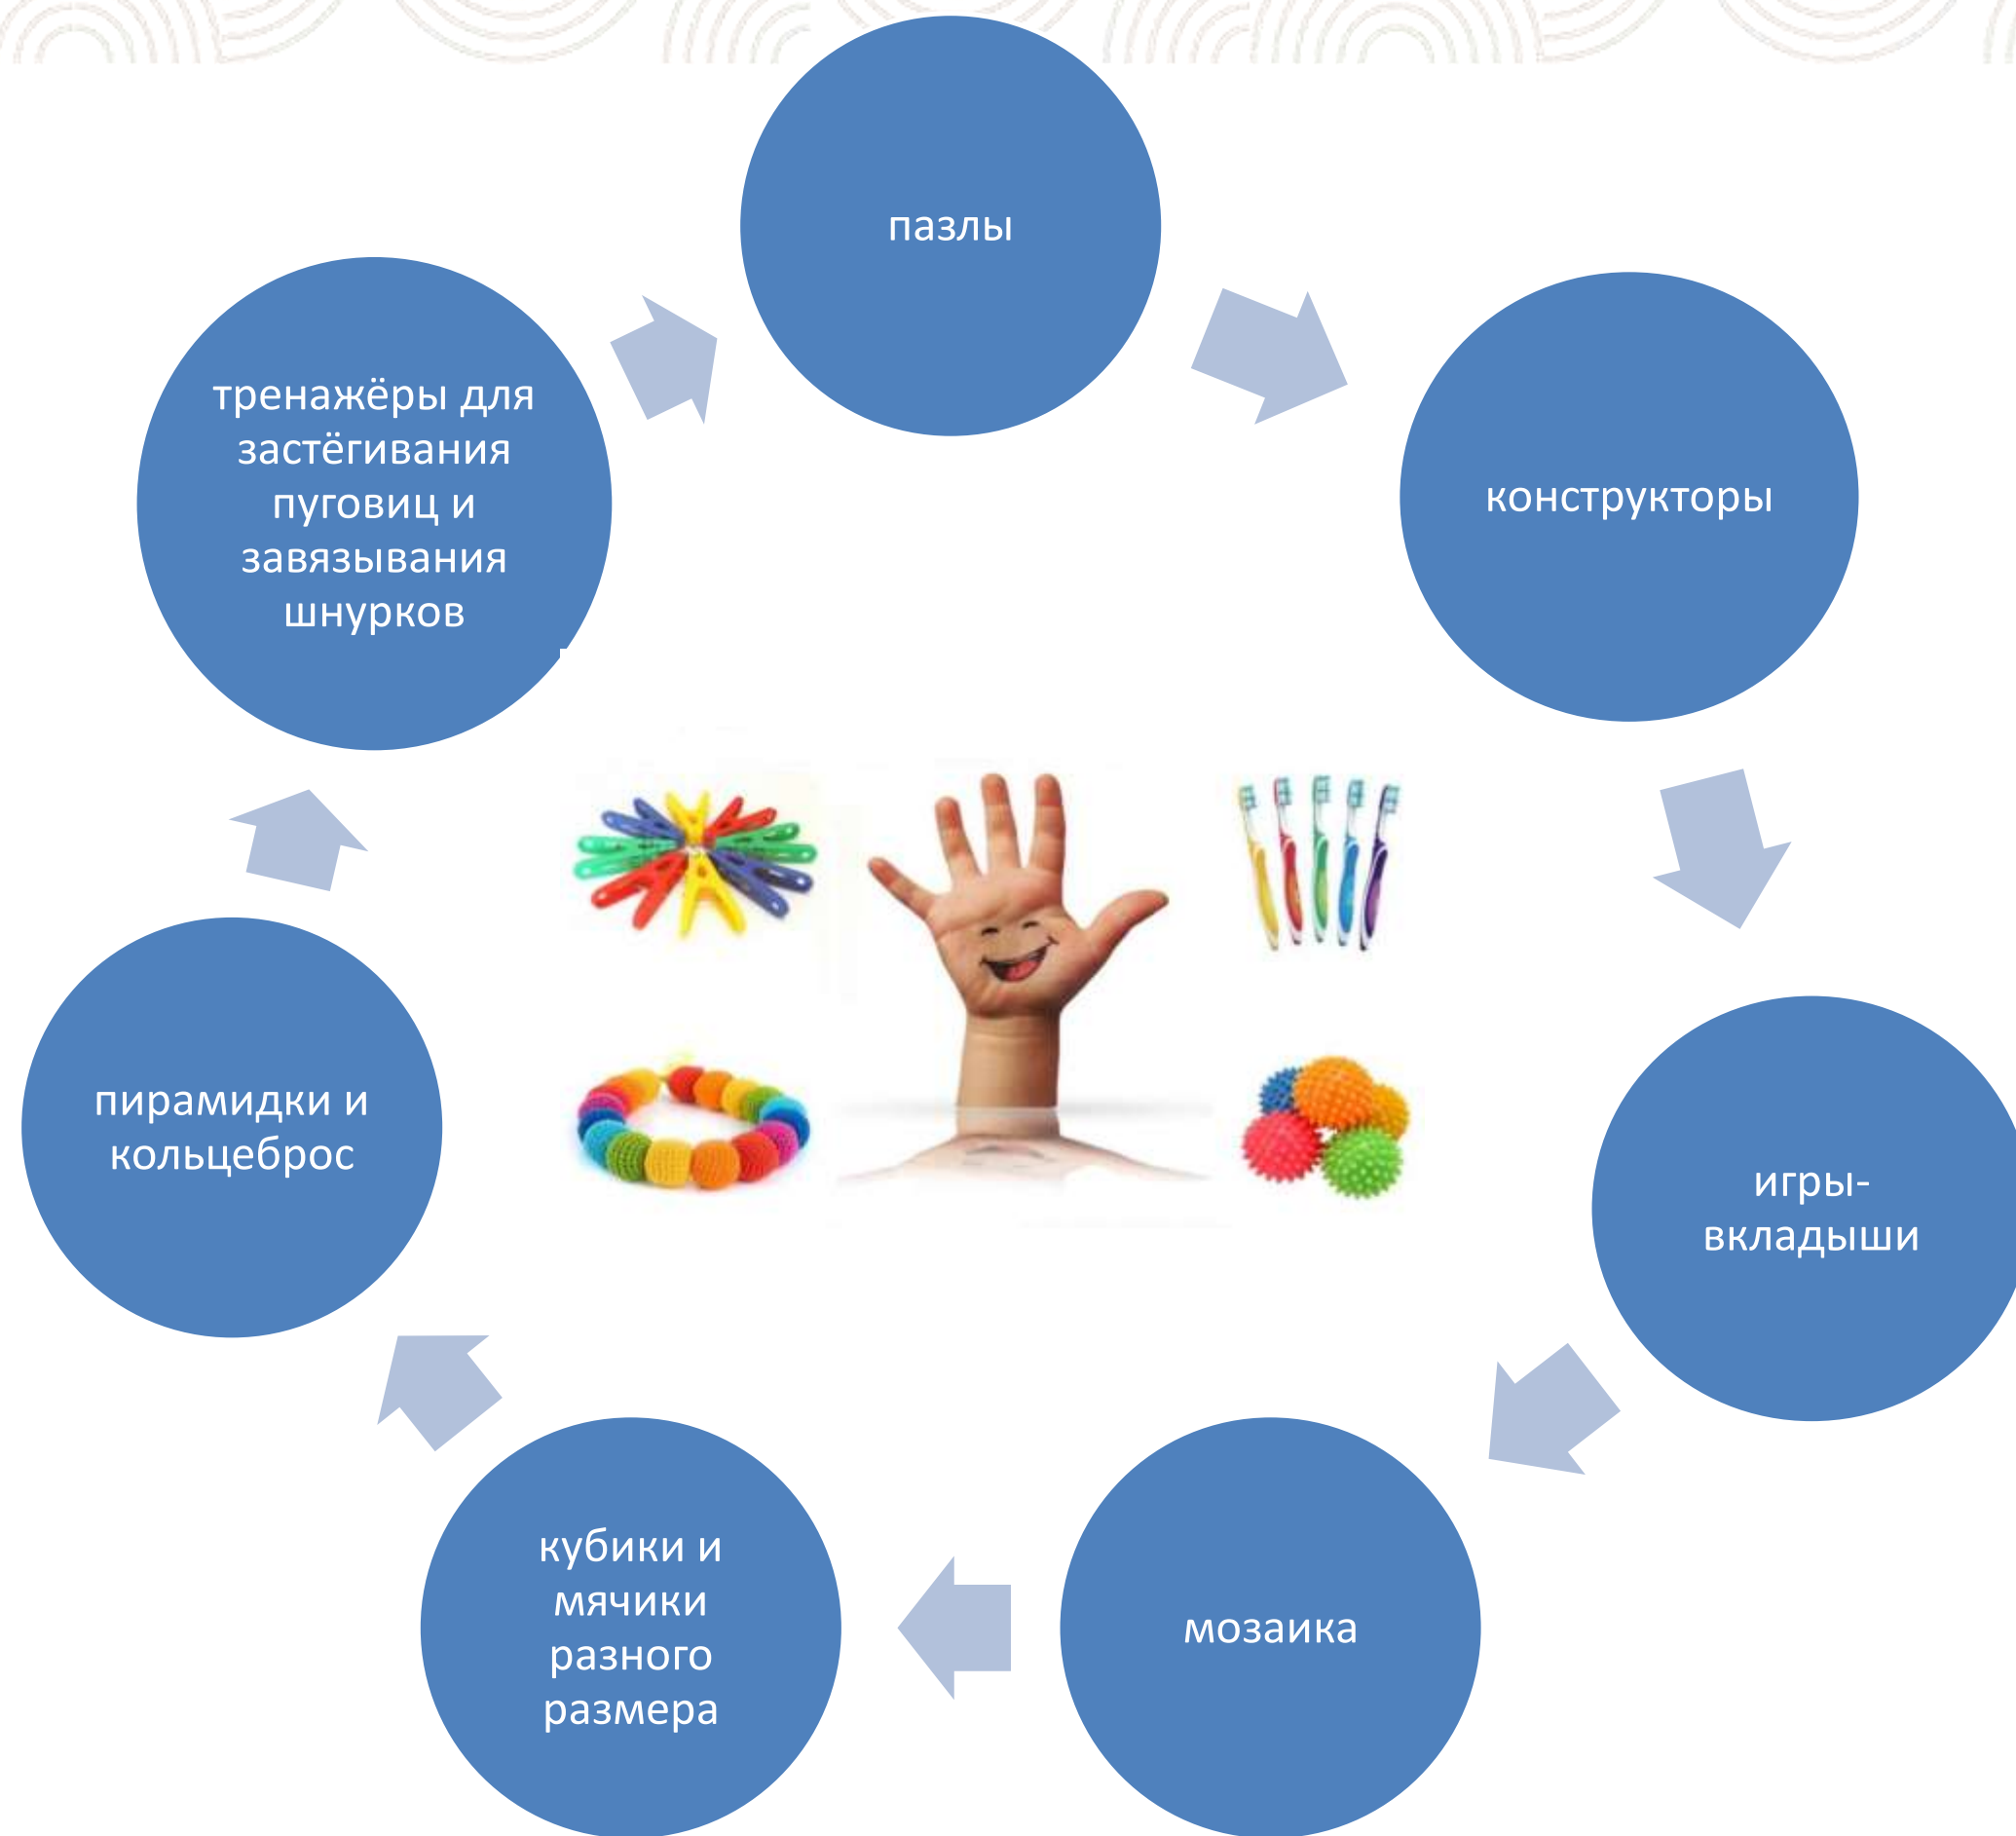 пазлы
конструкторы
игры-
вкладыши
мозаика
кубики и
мячики
разного
размера
пирамидки и
кольцеброс
тренажёры для
застёгивания
пуговиц и
завязывания
шнурков